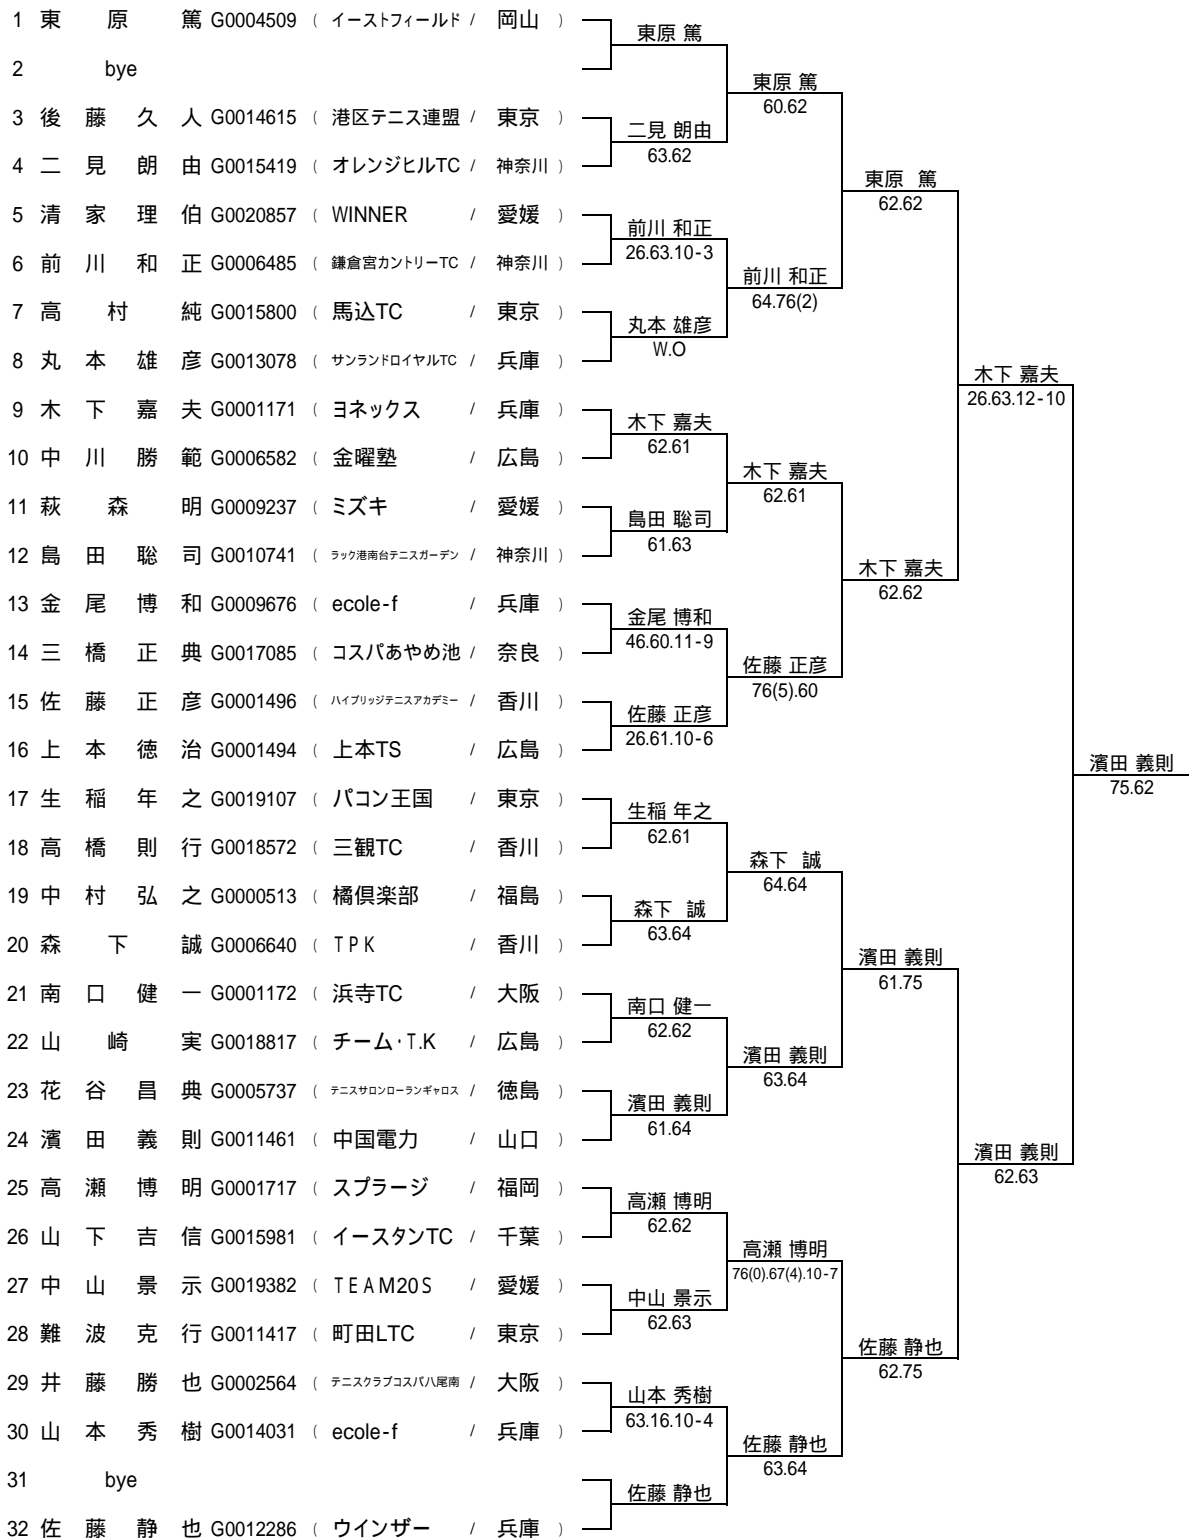 1 東 原 篤 G0004509 ( イーストフィールド / 岡山 )
東原 篤
2 bye
東原 篤
60.62
3 後 藤 久 人 G0014615 ( 港区テニス連盟 / 東京 )
二見 朗由
63.62
4 二 見 朗 由 G0015419 ( オレンジヒルTC / 神奈川 )
東原 篤
62.62
5 清 家 理 伯 G0020857 ( WINNER / 愛媛 )
前川 和正
26.63.10-3
6 前 川 和 正 G0006485 ( 鎌倉宮カントリーTC / 神奈川 )
前川 和正
64.76(2)
7 高 村 純 G0015800 ( 馬込TC / 東京 )
丸本 雄彦
W.O
8 丸 本 雄 彦 G0013078 ( サンランドロイヤルTC / 兵庫 )
木下 嘉夫
26.63.12-10
9 木 下 嘉 夫 G0001171 ( ヨネックス / 兵庫 )
木下 嘉夫
62.61
10 中 川 勝 範 G0006582 ( 金曜塾 / 広島 )
木下 嘉夫
62.61
11 萩 森 明 G0009237 ( ミズキ / 愛媛 )
島田 聡司
61.63
12 島 田 聡 司 G0010741 ( ラック港南台テニスガーデン / 神奈川 )
木下 嘉夫
62.62
13 金 尾 博 和 G0009676 ( ecole-f / 兵庫 )
金尾 博和
46.60.11-9
14 三 橋 正 典 G0017085 ( コスパあやめ池 / 奈良 )
佐藤 正彦
76(5).60
15 佐 藤 正 彦 G0001496 ( ハイブリッジテニスアカデミー / 香川 )
佐藤 正彦
26.61.10-6
16 上 本 徳 治 G0001494 ( 上本TS / 広島 )
濱田 義則
75.62
17 生 稲 年 之 G0019107 ( パコン王国 / 東京 )
生稲 年之
62.61
18 高 橋 則 行 G0018572 ( 三観TC / 香川 )
森下 誠
64.64
19 中 村 弘 之 G0000513 ( 橘倶楽部 / 福島 )
森下 誠
63.64
20 森 下 誠 G0006640 ( TPK / 香川 )
濱田 義則
61.75
21 南 口 健 一 G0001172 ( 浜寺TC / 大阪 )
南口 健一
62.62
22 山 崎 実 G0018817 ( チーム・T.K / 広島 )
濱田 義則
63.64
23 花 谷 昌 典 G0005737 ( テニスサロンローランギャロス / 徳島 )
濱田 義則
61.64
24 濱 田 義 則 G0011461 ( 中国電力 / 山口 )
濱田 義則
62.63
25 高 瀬 博 明 G0001717 ( スプラージ / 福岡 )
高瀬 博明
62.62
26 山 下 吉 信 G0015981 ( イースタンTC / 千葉 )
高瀬 博明
76(0).67(4).10-7
27 中 山 景 示 G0019382 ( TEAM20S / 愛媛 )
中山 景示
62.63
28 難 波 克 行 G0011417 ( 町田LTC / 東京 )
佐藤 静也
62.75
29 井 藤 勝 也 G0002564 ( テニスクラブコスパ八尾南 / 大阪 )
山本 秀樹
63.16.10-4
30 山 本 秀 樹 G0014031 ( ecole-f / 兵庫 )
佐藤 静也
63.64
31 bye
佐藤 静也
32 佐 藤 静 也 G0012286 ( ウインザー / 兵庫 )